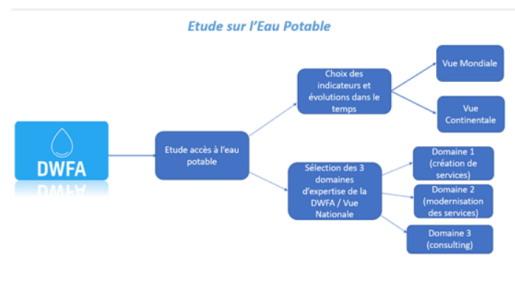 Etude sur l'Eau Potable
DWFA
Etude accès à l'eau
potable
Choix des
indicateurs et
évolutions dans le
temps
Vue Mondiale
Vue
Continentale
Sélection des 3
domaines
d'expertise de la
DWFA / Vue
Nationale
Domaine 1
(création de
services)
Domaine 2
(modernisation
des services)
Domaine 3
(consulting)